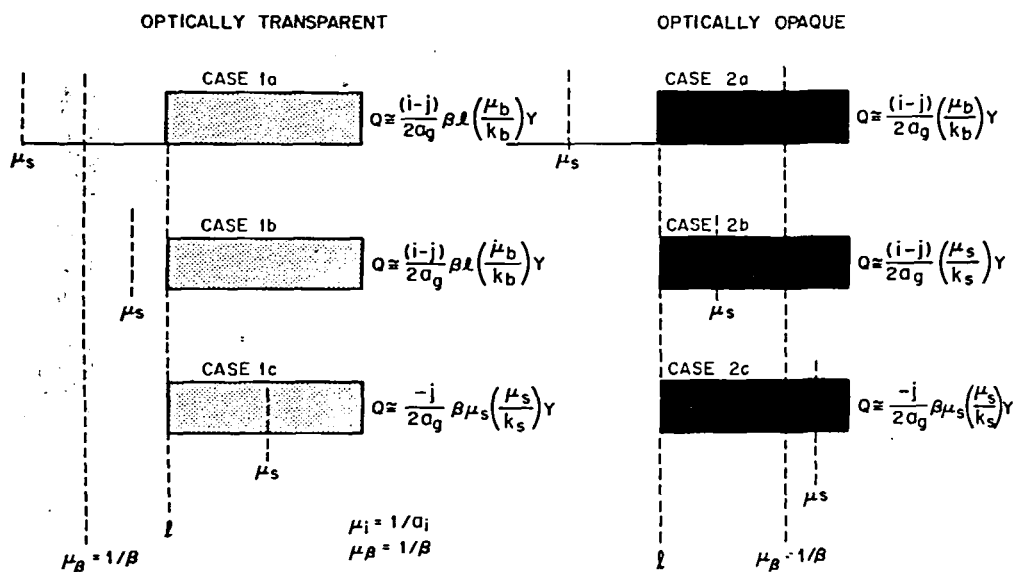 OPTICALLY TRANSPARENT
CASE 1a
Q ≅ (i-j)/2a_g βℓ (μ_b/k_b) Y
μ_s
CASE 1b
Q ≅ (i-j)/2a_g βℓ (μ_b/k_b) Y
μ_s
CASE 1c
Q ≅ -j/2a_g βμ_s (μ_s/k_s) Y
μ_s
ℓ
μ_β = 1/β
μ_i = 1/a_i
μ_β = 1/β
OPTICALLY OPAQUE
CASE 2a
Q ≅ (i-j)/2a_g (μ_b/k_b) Y
μ_s
CASE 2b
Q ≅ (i-j)/2a_g (μ_s/k_s) Y
μ_s
CASE 2c
Q ≅ -j/2a_g βμ_s (μ_s/k_s) Y
μ_s
ℓ
μ_β = 1/β